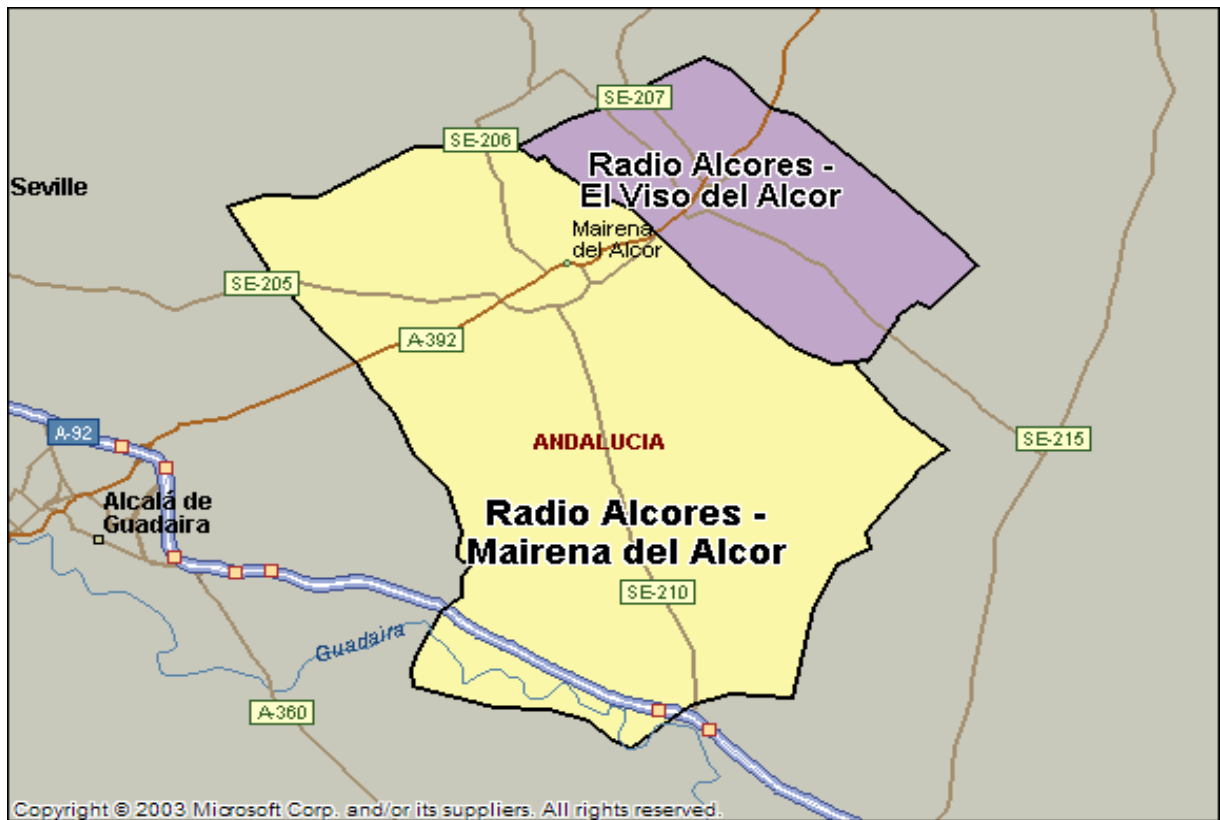 SE-207
SE-206
Radio Alcores -
El Viso del Alcor
Seville
Mairena
del Alcor
SE-205
A-392
A-92
ANDALUCIA
SE-215
Alcalá de
Guadaira
Radio Alcores -
Mairena del Alcor
SE-210
Guadaira
A-360
Copyright © 2003 Microsoft Corp. and/or its suppliers. All rights reserved.